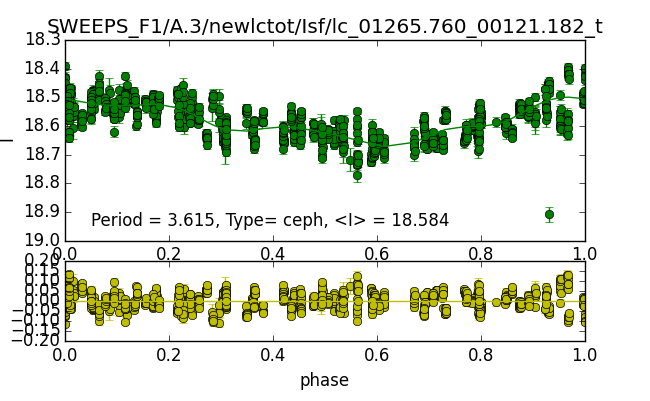 SWEEPS_F1/A.3/newlctot/Isf/lc_01265.760_00121.182_t
18.3
18.4
18.5
18.6
18.7
18.8
18.9
19.0
I
Period = 3.615, Type= ceph, <I> = 18.584
0.0 0.2 0.4 0.6 0.8 1.0
0.20
0.15
0.10
0.05
0.00
−0.05
−0.10
−0.15
−0.20
0.0 0.2 0.4 0.6 0.8 1.0
phase